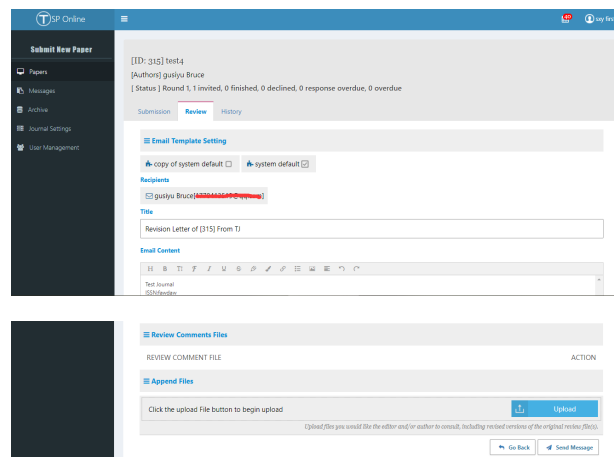 TSP Online
40
say first
Submit New Paper
Papers
Messages
Archive
Journal Settings
User Management
[ID: 315] test4
[Authors] gusiyu Bruce
[ Status ] Round 1, 1 invited, 0 finished, 0 declined, 0 response overdue, 0 overdue
Submission Review History
Email Template Setting
copy of system default system default
Recipients
gusiyu Bruce
Title
Revision Letter of [315] From TJ
Email Content
Test Journal
ISSN:fawdaw
Review Comments Files
REVIEW COMMENT FILE ACTION
Append Files
Click the upload File button to begin upload
Upload
Upload files you would like the editor and/or author to consult, including revised versions of the original review file(s).
Go Back Send Message